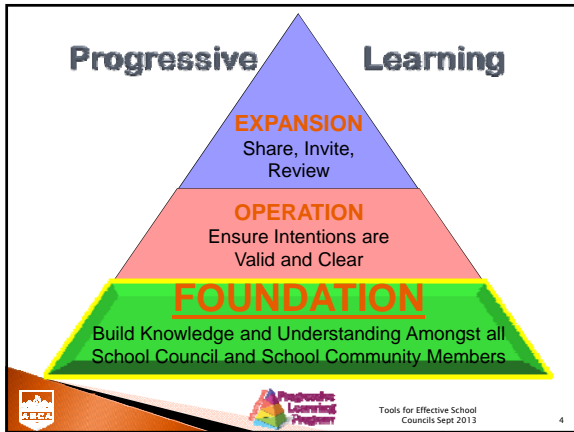 Progressive Learning
EXPANSION
Share, Invite,
Review
OPERATION
Ensure Intentions are
Valid and Clear
FOUNDATION
Build Knowledge and Understanding Amongst all
School Council and School Community Members
ASCA
Progressive
Learning
Program
Tools for Effective School
Councils Sept 2013
4